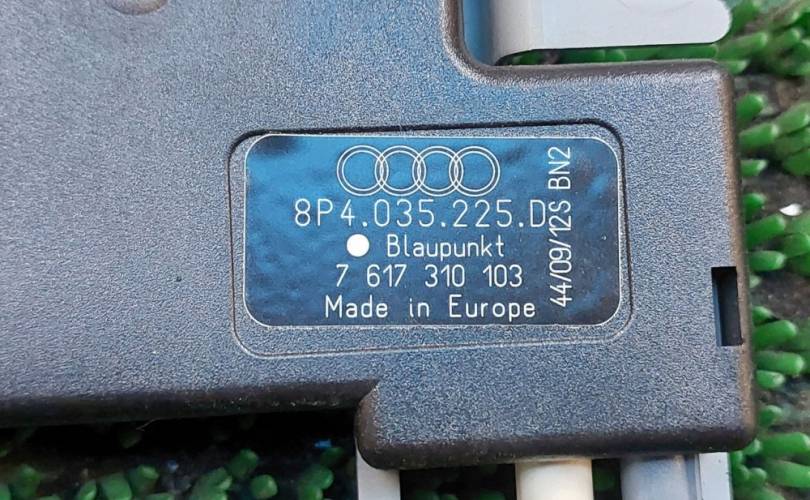 8P4.035.225.D
Blaupunkt
7 617 310 103
Made in Europe
44/09/12S BN2